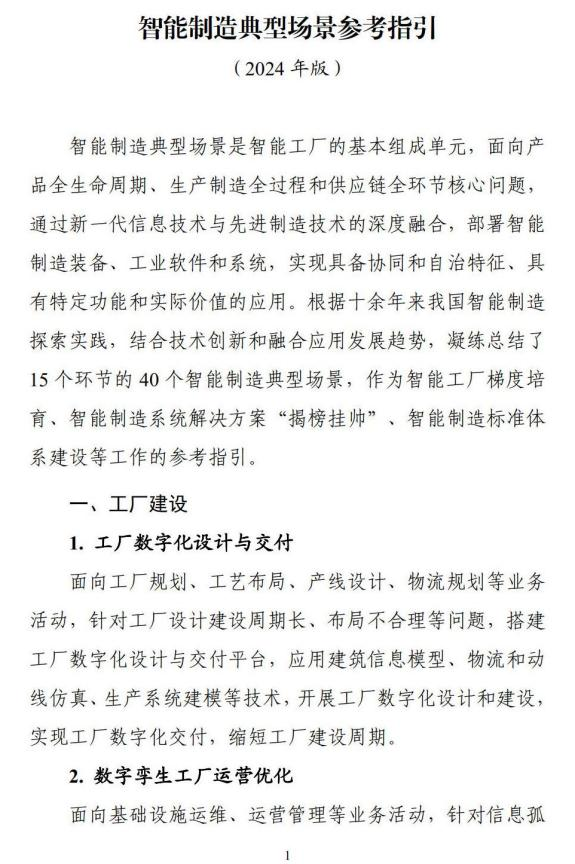 智能制造典型场景参考指引
（2024 年版）
智能制造典型场景是智能工厂的基本组成单元，面向产
品全生命周期、生产制造全过程和供应链全环节核心问题，
通过新一代信息技术与先进制造技术的深度融合，部署智能
制造装备、工业软件和系统，实现具备协同和自治特征、具
有特定功能和实际价值的应用。根据十余年来我国智能制造
探索实践，结合技术创新和融合应用发展趋势，凝练总结了
15 个环节的 40 个智能制造典型场景，作为智能工厂梯度培
育、智能制造系统解决方案“揭榜挂帅”、智能制造标准体
系建设等工作的参考指引。
一、工厂建设
1. 工厂数字化设计与交付
面向工厂规划、工艺布局、产线设计、物流规划等业务
活动，针对工厂设计建设周期长、布局不合理等问题，搭建
工厂数字化设计与交付平台，应用建筑信息模型、物流和动
线仿真、生产系统建模等技术，开展工厂数字化设计和建设，
实现工厂数字化交付，缩短工厂建设周期。
2. 数字孪生工厂运营优化
面向基础设施运维、运营管理等业务活动，针对信息孤
1